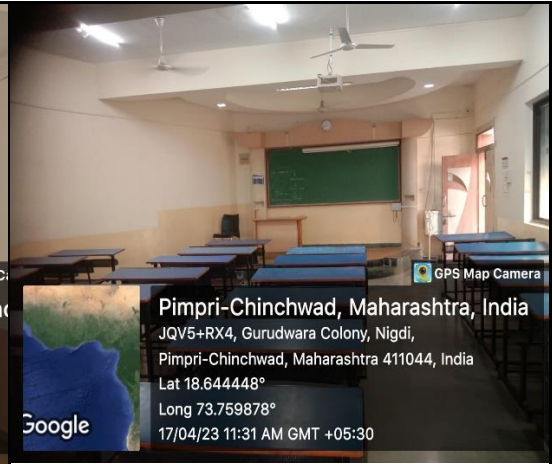 GPS Map Camera
Pimpri-Chinchwad, Maharashtra, India
JQV5+RX4, Gurudwara Colony, Nigdi,
Pimpri-Chinchwad, Maharashtra 411044, India
Lat 18.644448°
Long 73.759878°
17/04/23 11:31 AM GMT +05:30
Google